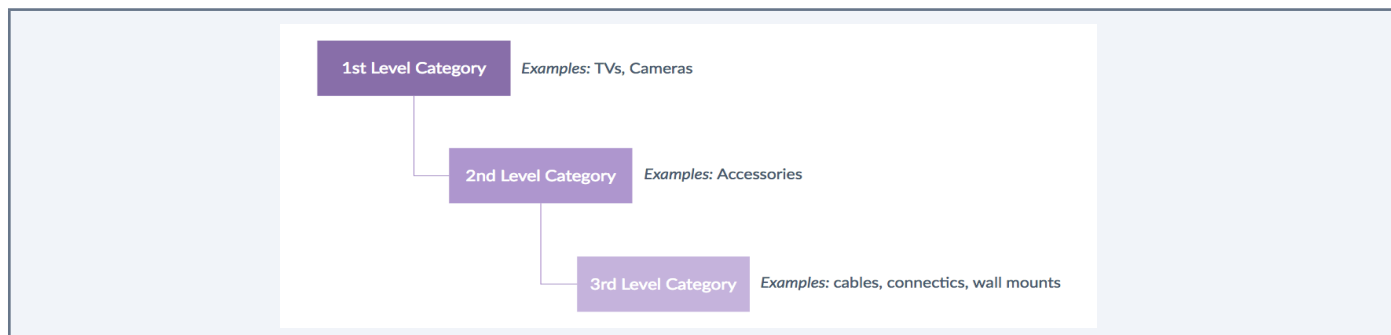 1st Level Category Examples: TVs, Cameras
2nd Level Category Examples: Accessories
3rd Level Category Examples: cables, connectics, wall mounts